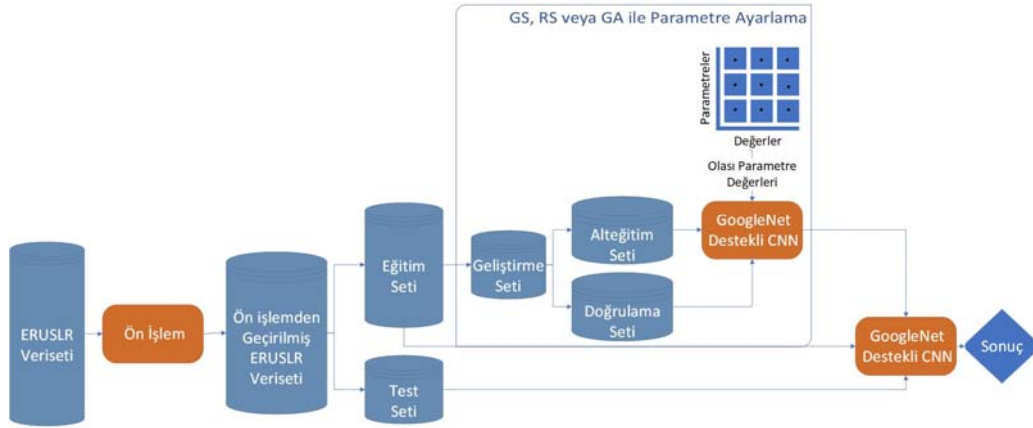 GS, RS veya GA ile Parametre Ayarlama
Parametreler
Değerler
Olası Parametre
Değerleri
ERUSLR
Veriseti
Ön İşlem
Ön işlemden
Geçirilmiş
ERUSLR
Veriseti
Eğitim
Seti
Test
Seti
Geliştirme
Seti
Alteğitim
Seti
Doğrulama
Seti
GoogleNet
Destekli CNN
GoogleNet
Destekli CNN
Sonuç